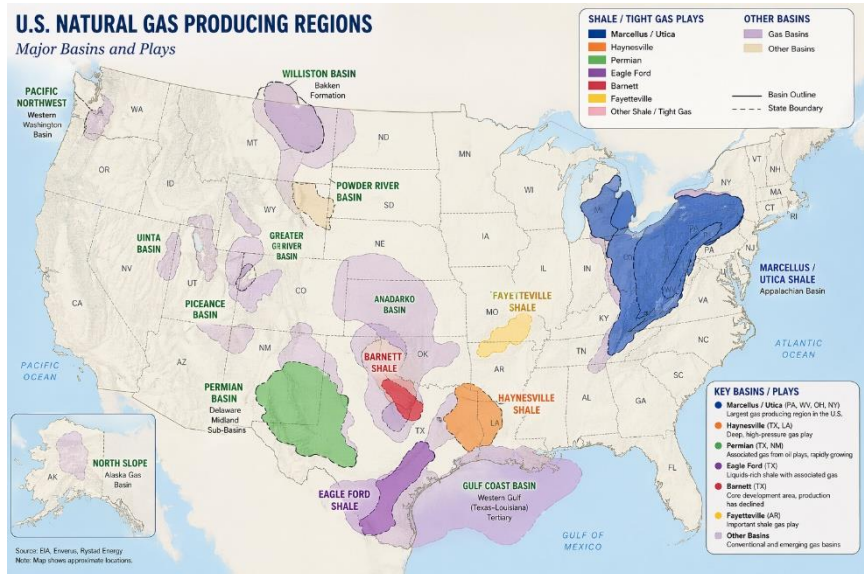 U.S. NATURAL GAS PRODUCING REGIONS
Major Basins and Plays
SHALE / TIGHT GAS PLAYS
Marcellus / Utica
Haynesville
Permian
Eagle Ford
Barnett
Fayetteville
Other Shale / Tight Gas
OTHER BASINS
Gas Basins
Other Basins
Basin Outline
State Boundary
PACIFIC
NORTHWEST
Western
Washington
Basin
WILLISTON BASIN
Bakken
Formation
POWDER RIVER
BASIN
UINTA
BASIN
GREATER
RIVER
BASIN
PICEANCE
BASIN
ANADARKO
BASIN
FAYETTEVILLE
SHALE
BARNETT
SHALE
PERMIAN
BASIN
Delaware
Midland
Sub-Basins
HAYNESVILLE
SHALE
EAGLE FORD
SHALE
GULF COAST BASIN
Western Gulf
(Texas–Louisiana)
Tertiary
MARCELLUS /
UTICA SHALE
Appalachian Basin
NORTH SLOPE
Alaska Gas
Basin
AK
WA
OR
CA
NV
ID
MT
WY
UT
CO
AZ
NM
ND
SD
NE
OK
TX
MN
IA
MO
AR
LA
WI
IL
IN
KY
TN
AL
GA
FL
SC
NC
VA
PA
NY
NJ
CT
RI
MA
VT
NH
PACIFIC
OCEAN
ATLANTIC
OCEAN
GULF OF
MEXICO
KEY BASINS / PLAYS
Marcellus / Utica (PA, WV, OH, NY)
Largest gas producing region in the U.S.
Haynesville (TX, LA)
Deep, high-pressure gas play
Permian (TX, NM)
Associated gas from oil plays, rapidly growing
Eagle Ford (TX)
Liquids-rich shale with associated gas
Barnett (TX)
Core development area, production
has declined
Fayetteville (AR)
Important shale gas play
Other Basins
Conventional and emerging gas basins
Source: EIA, Enverus, Rystad Energy
Note: Map shows approximate locations.